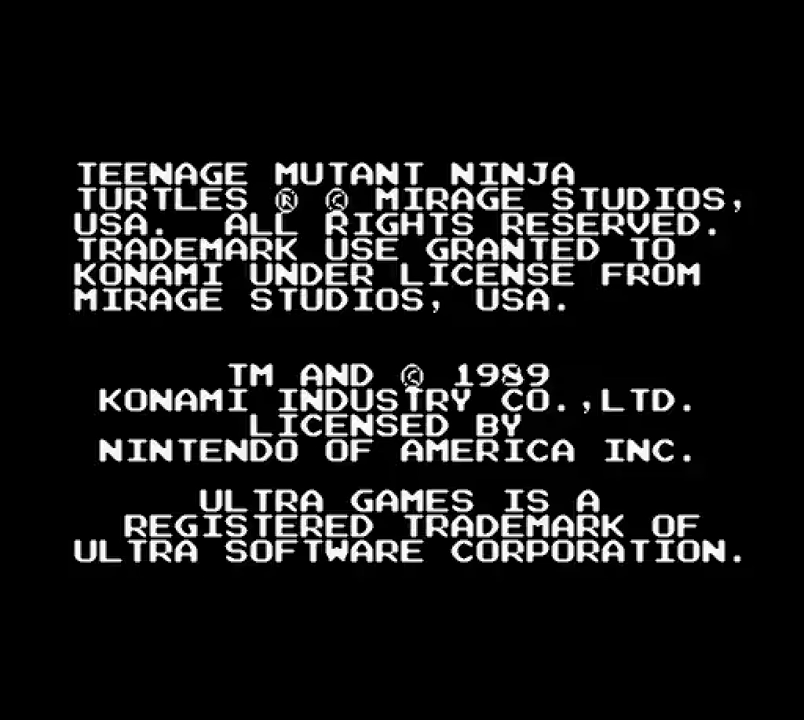 TEENAGE MUTANT NINJA
TURTLES ® © MIRAGE STUDIOS,
USA.  ALL RIGHTS RESERVED.
TRADEMARK USE GRANTED TO
KONAMI UNDER LICENSE FROM
MIRAGE STUDIOS, USA.
TM AND © 1989
KONAMI INDUSTRY CO.,LTD.
LICENSED BY
NINTENDO OF AMERICA INC.
ULTRA GAMES IS A
REGISTERED TRADEMARK OF
ULTRA SOFTWARE CORPORATION.